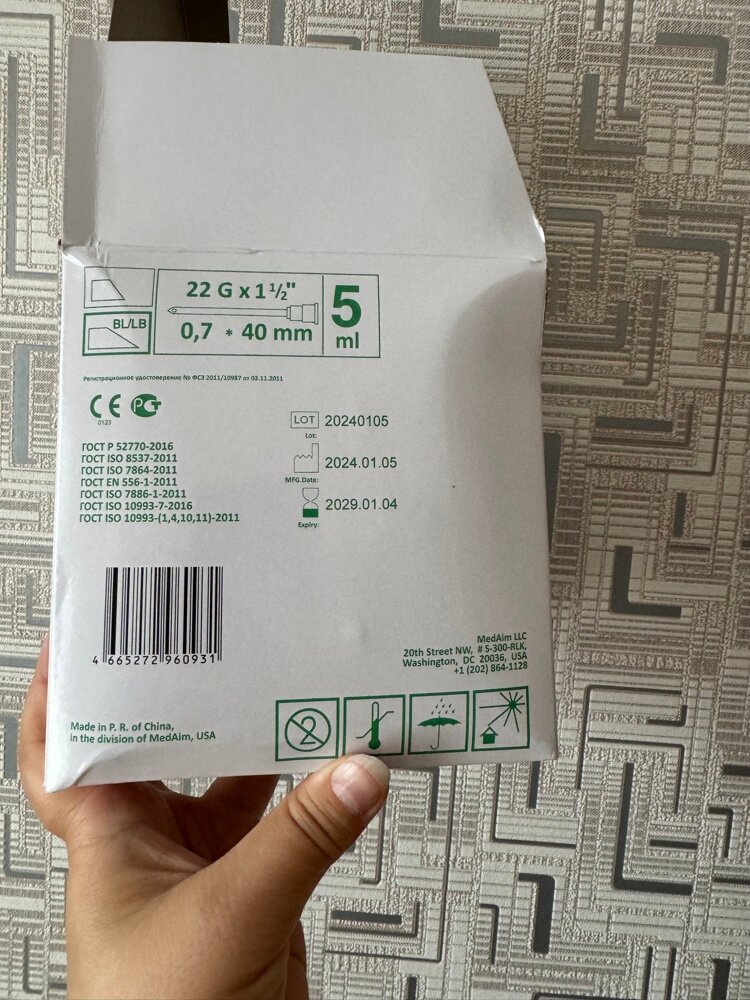 BL/LB
22 G x 1 1/2"
0,7 * 40 mm
5
ml
Регистрационное удостоверение № ФСЗ 2011/10987 от 03.11.2011
CE
0123
РСТ
ГОСТ Р 52770-2016
ГОСТ ISO 8537-2011
ГОСТ ISO 7864-2011
ГОСТ EN 556-1-2011
ГОСТ ISO 7886-1-2011
ГОСТ ISO 10993-7-2016
ГОСТ ISO 10993-(1,4,10,11)-2011
LOT 20240105
Lot:
2024.01.05
MFG.Date:
2029.01.04
Expiry:
4 665272 960931
MedAim LLC
20th Street NW, # S-300-RLK,
Washington, DC 20036, USA
+1 (202) 864-1128
Made in P. R. of China,
in the division of MedAim, USA
2